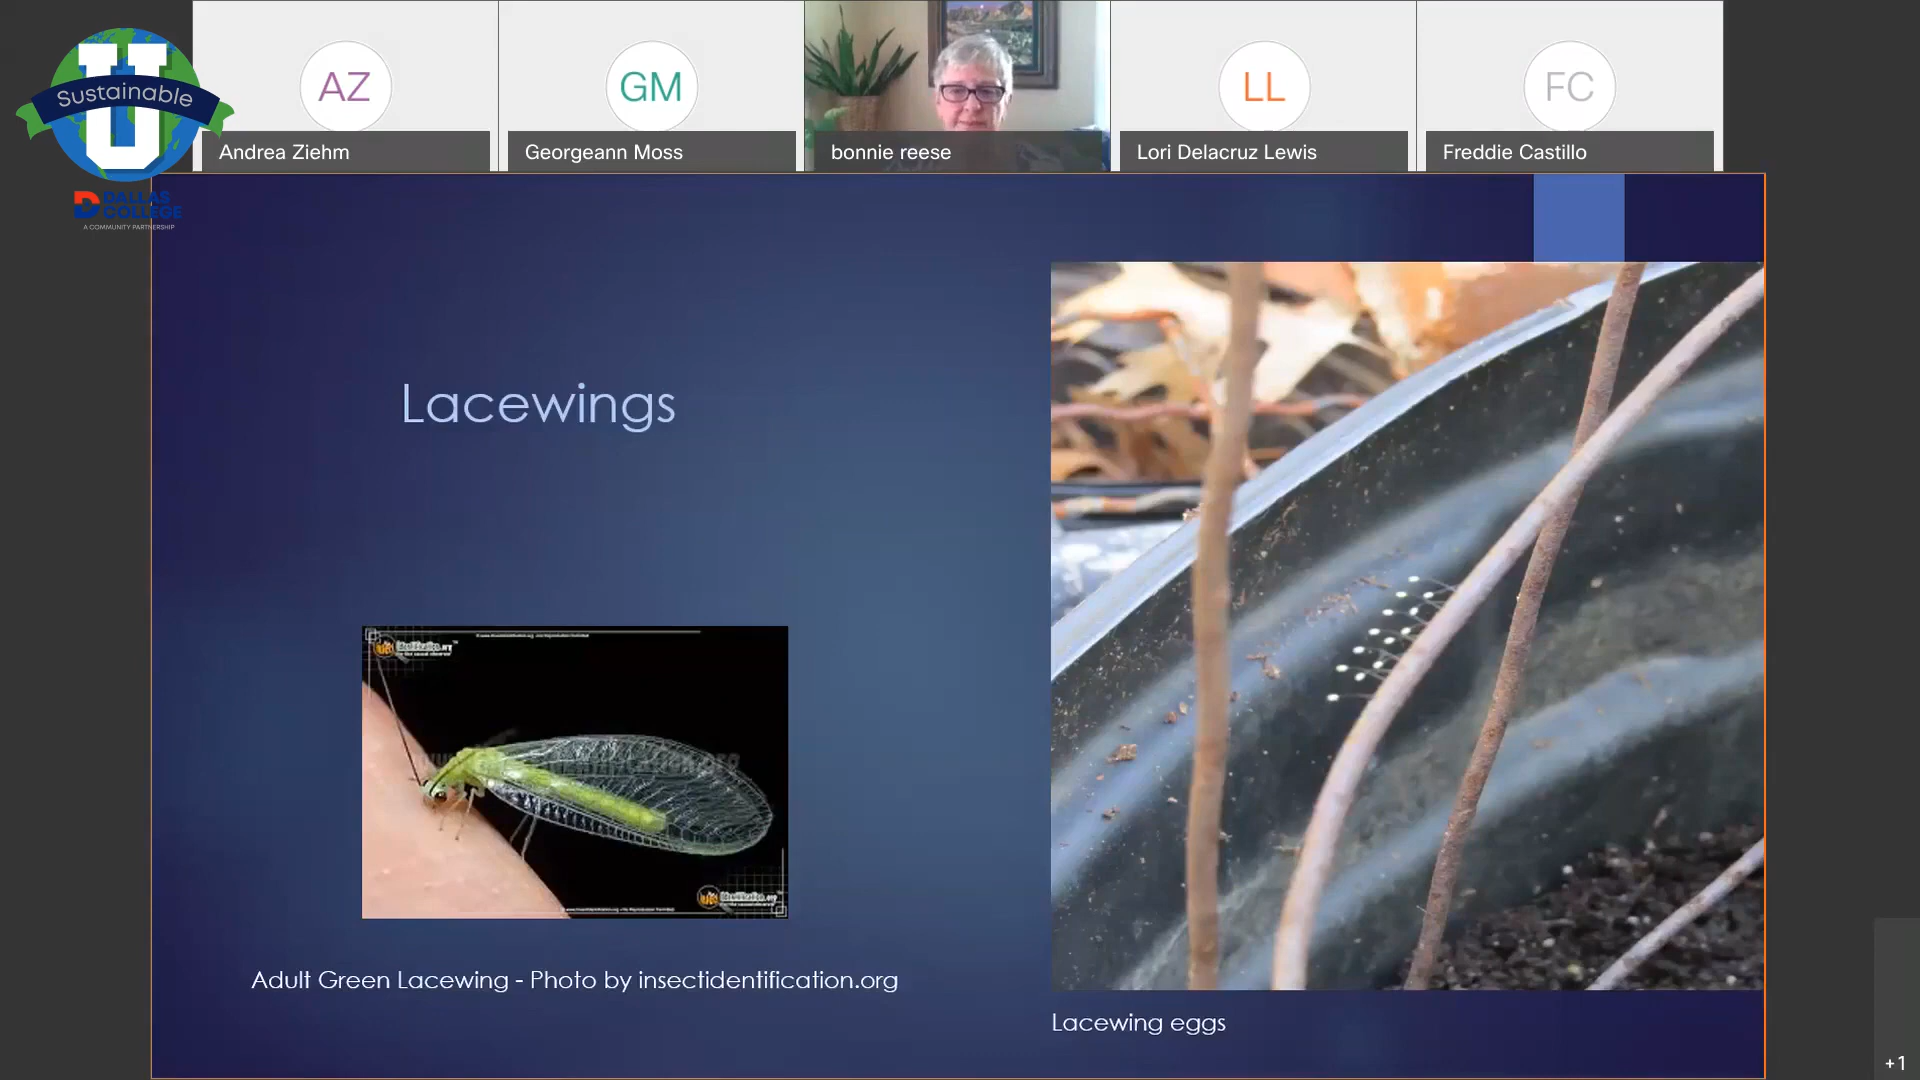 U
Sustainable
DALLAS
COLLEGE
A COMMUNITY PARTNERSHIP
AZ
GM
LL
FC
Andrea Ziehm
Georgeann Moss
bonnie reese
Lori Delacruz Lewis
Freddie Castillo
Lacewings
Adult Green Lacewing - Photo by insectidentification.org
Lacewing eggs
+1